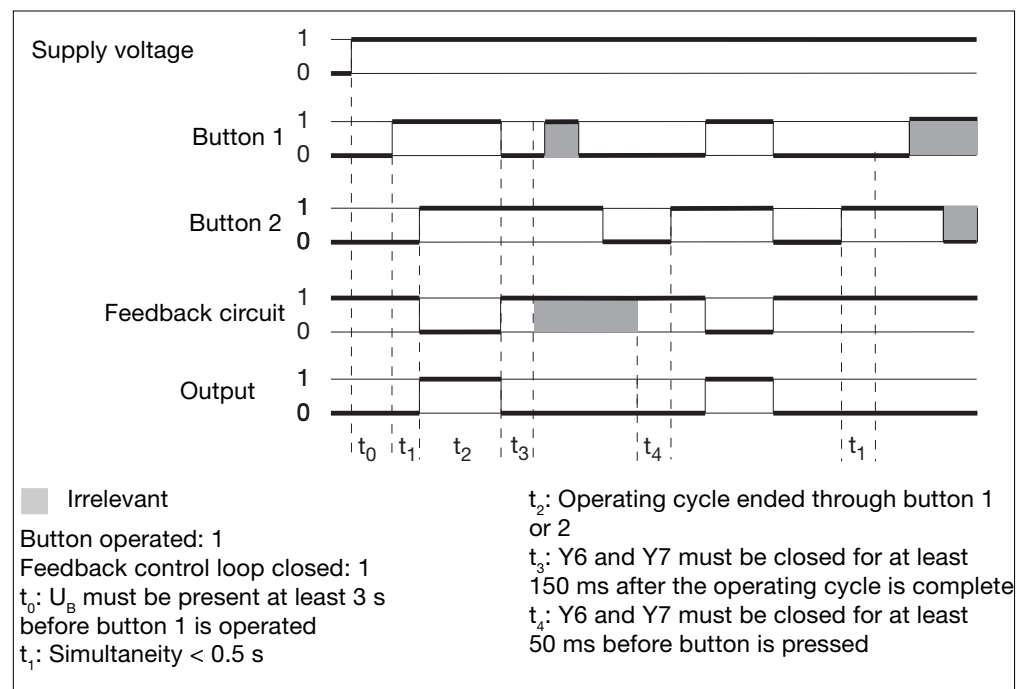 Supply voltage
1
0
Button 1
1
0
Button 2
1
0
Feedback circuit
1
0
Output
1
0
t0 t1 t2 t3 t4 t1
Irrelevant
Button operated: 1
Feedback control loop closed: 1
t0: UB must be present at least 3 s
before button 1 is operated
t1: Simultaneity < 0.5 s
t2: Operating cycle ended through button 1
or 2
t3: Y6 and Y7 must be closed for at least
150 ms after the operating cycle is complete
t4: Y6 and Y7 must be closed for at least
50 ms before button is pressed